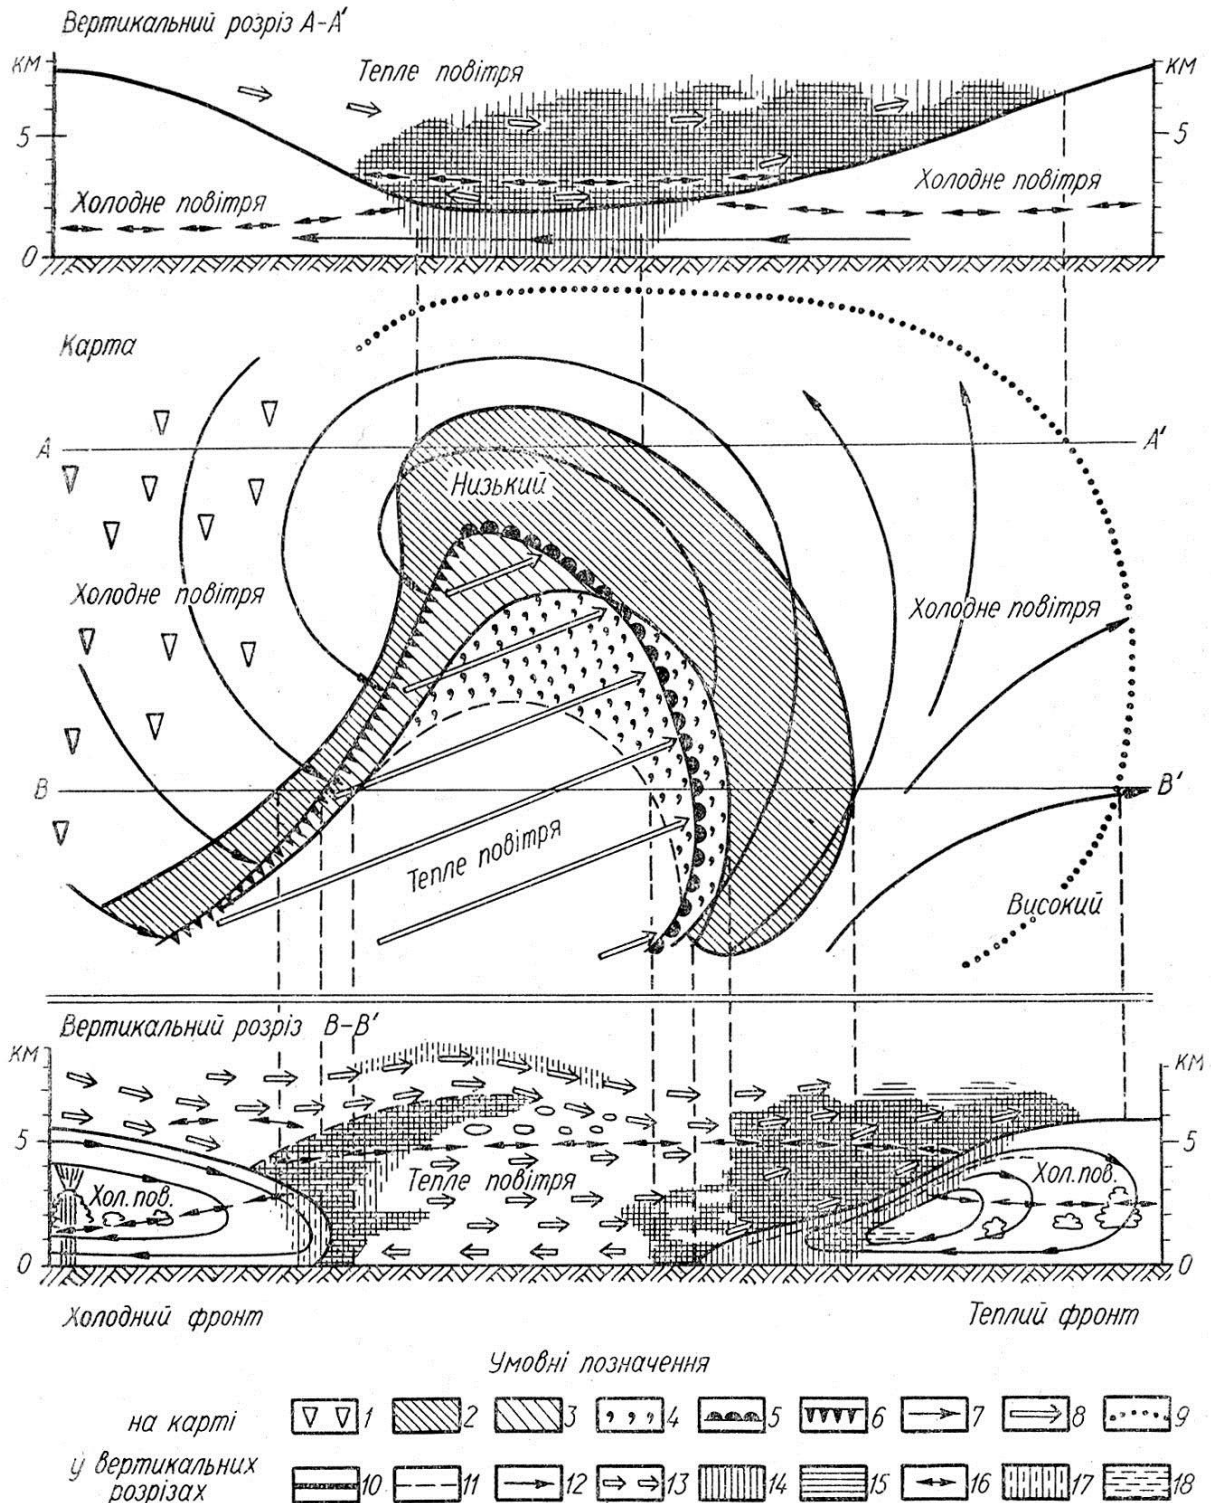 Вертикальний розріз А-А'
км
Тепле повітря
км
5
5
Холодне повітря
Холодне повітря
0
0
Карта
А
А'
Низький
Холодне повітря
Холодне повітря
В
В'
Тепле повітря
Високий
Вертикальний розріз В-В'
км
км
5
5
Хол.пов.
Тепле повітря
Хол.пов.
0
0
Холодний фронт
Теплий фронт
Умовні позначення
на карті 1 2 3 4 5 6 7 8 9
у вертикальних
розрізах 10 11 12 13 14 15 16 17 18